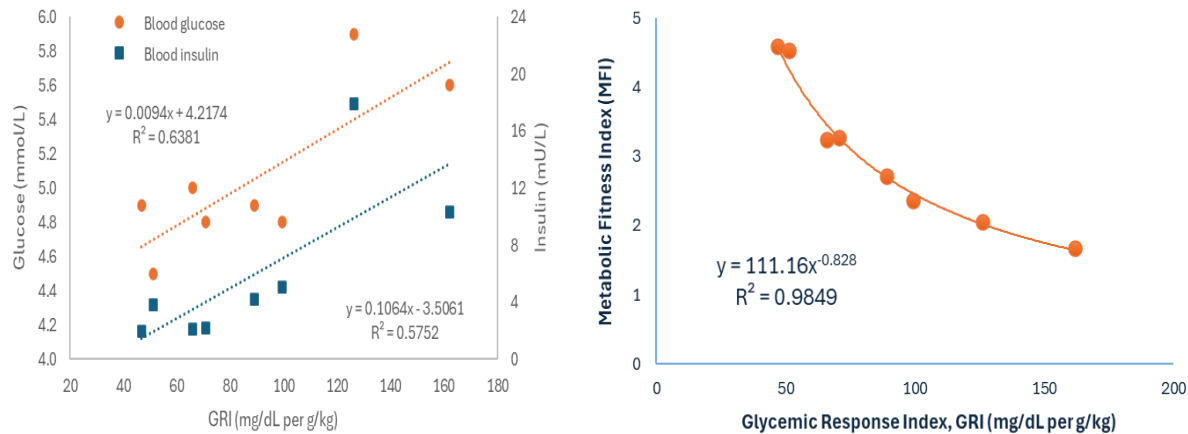 6.0
5.8
5.6
5.4
5.2
5.0
4.8
4.6
4.4
4.2
4.0
Glucose (mmol/L)
Blood glucose
Blood insulin
y = 0.0094x + 4.2174
R² = 0.6381
y = 0.1064x - 3.5061
R² = 0.5752
24
20
16
12
8
4
0
Insulin (mU/L)
20 40 60 80 100 120 140 160 180
GRI (mg/dL per g/kg)
5
4
3
2
1
0
Metabolic Fitness Index (MFI)
y = 111.16x^-0.828
R² = 0.9849
0 50 100 150 200
Glycemic Response Index, GRI (mg/dL per g/kg)